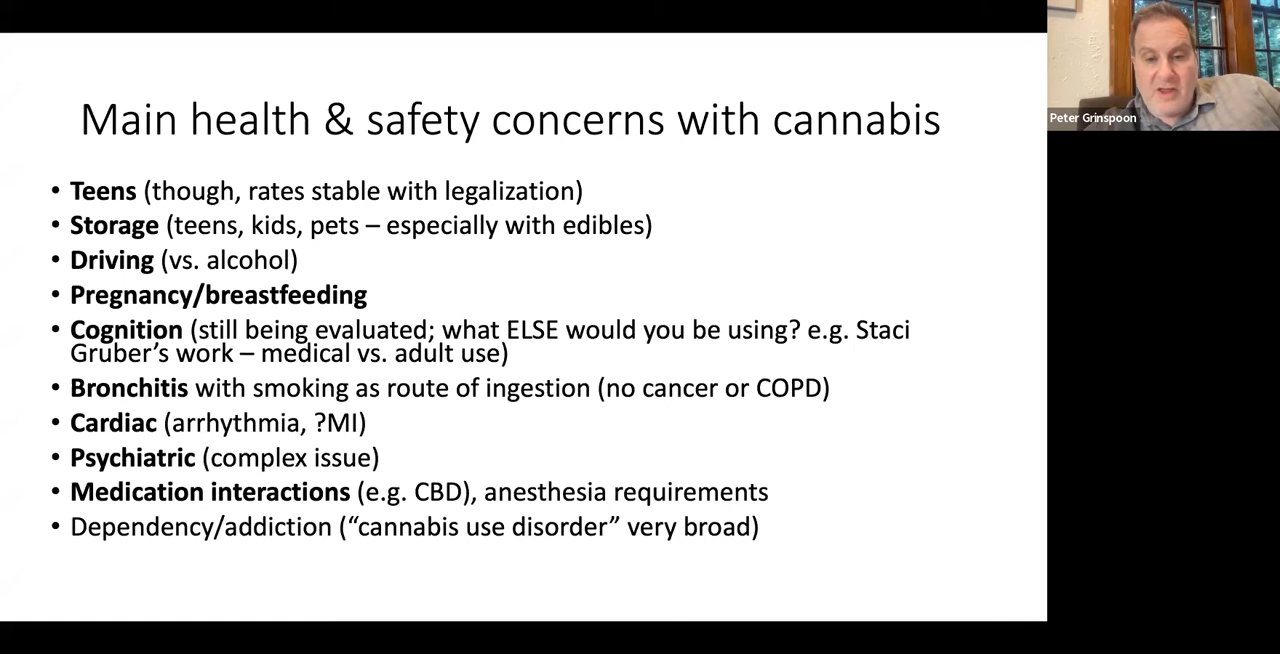 Main health & safety concerns with cannabis
• Teens (though, rates stable with legalization)
• Storage (teens, kids, pets – especially with edibles)
• Driving (vs. alcohol)
• Pregnancy/breastfeeding
• Cognition (still being evaluated; what ELSE would you be using? e.g. Staci
Gruber’s work – medical vs. adult use)
• Bronchitis with smoking as route of ingestion (no cancer or COPD)
• Cardiac (arrhythmia, ?MI)
• Psychiatric (complex issue)
• Medication interactions (e.g. CBD), anesthesia requirements
• Dependency/addiction (“cannabis use disorder” very broad)
Peter Grinspoon